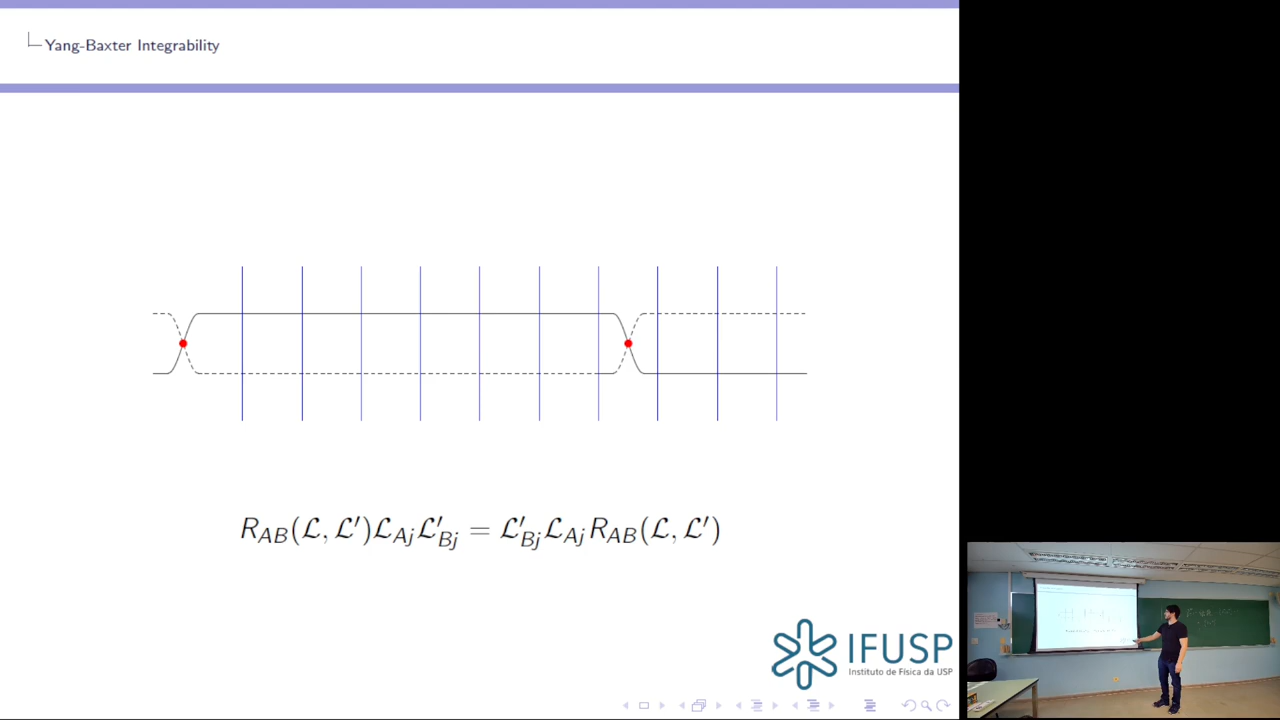 Yang-Baxter Integrability
R_{AB}(\mathcal{L}, \mathcal{L}')\mathcal{L}_{Aj}\mathcal{L}'_{Bj} = \mathcal{L}'_{Bj}\mathcal{L}_{Aj}R_{AB}(\mathcal{L}, \mathcal{L}')
IFUSP
Instituto de Física da USP